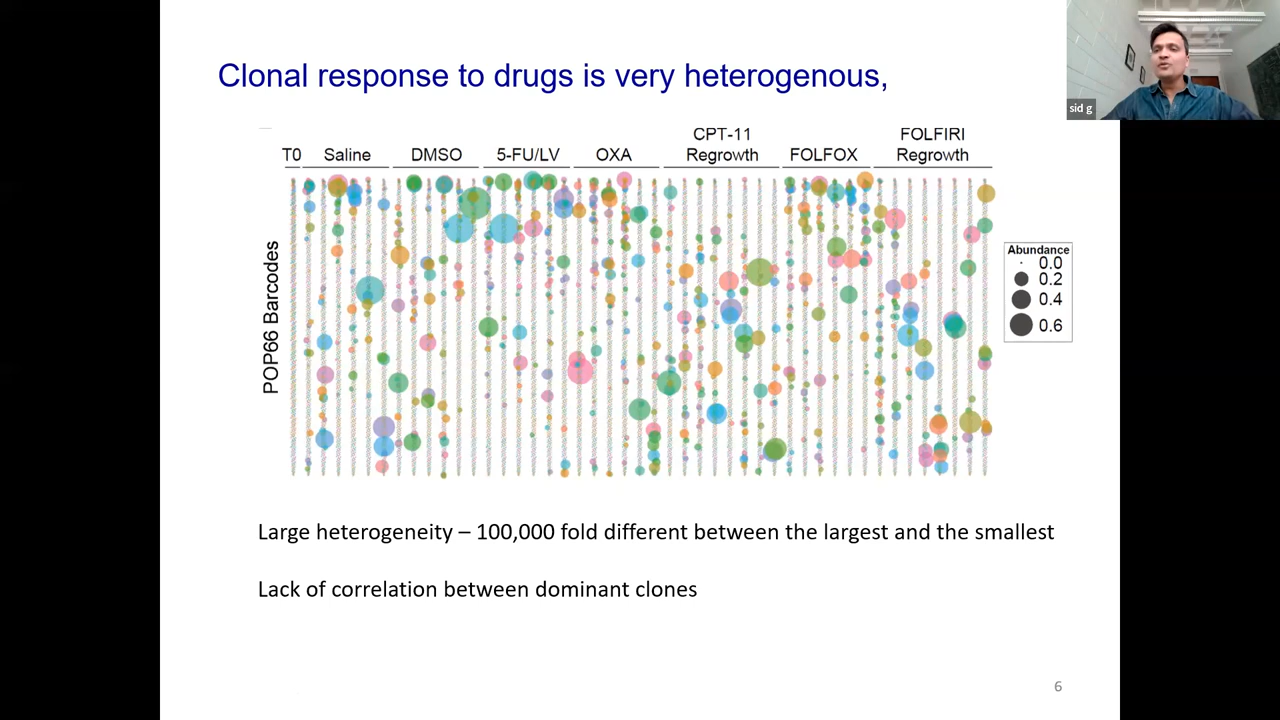 sid g
Clonal response to drugs is very heterogenous,
CPT-11
FOLFIRI
T0 Saline DMSO 5-FU/LV OXA Regrowth FOLFOX Regrowth
POP66 Barcodes
Abundance
0.0
0.2
0.4
0.6
Large heterogeneity – 100,000 fold different between the largest and the smallest
Lack of correlation between dominant clones
6